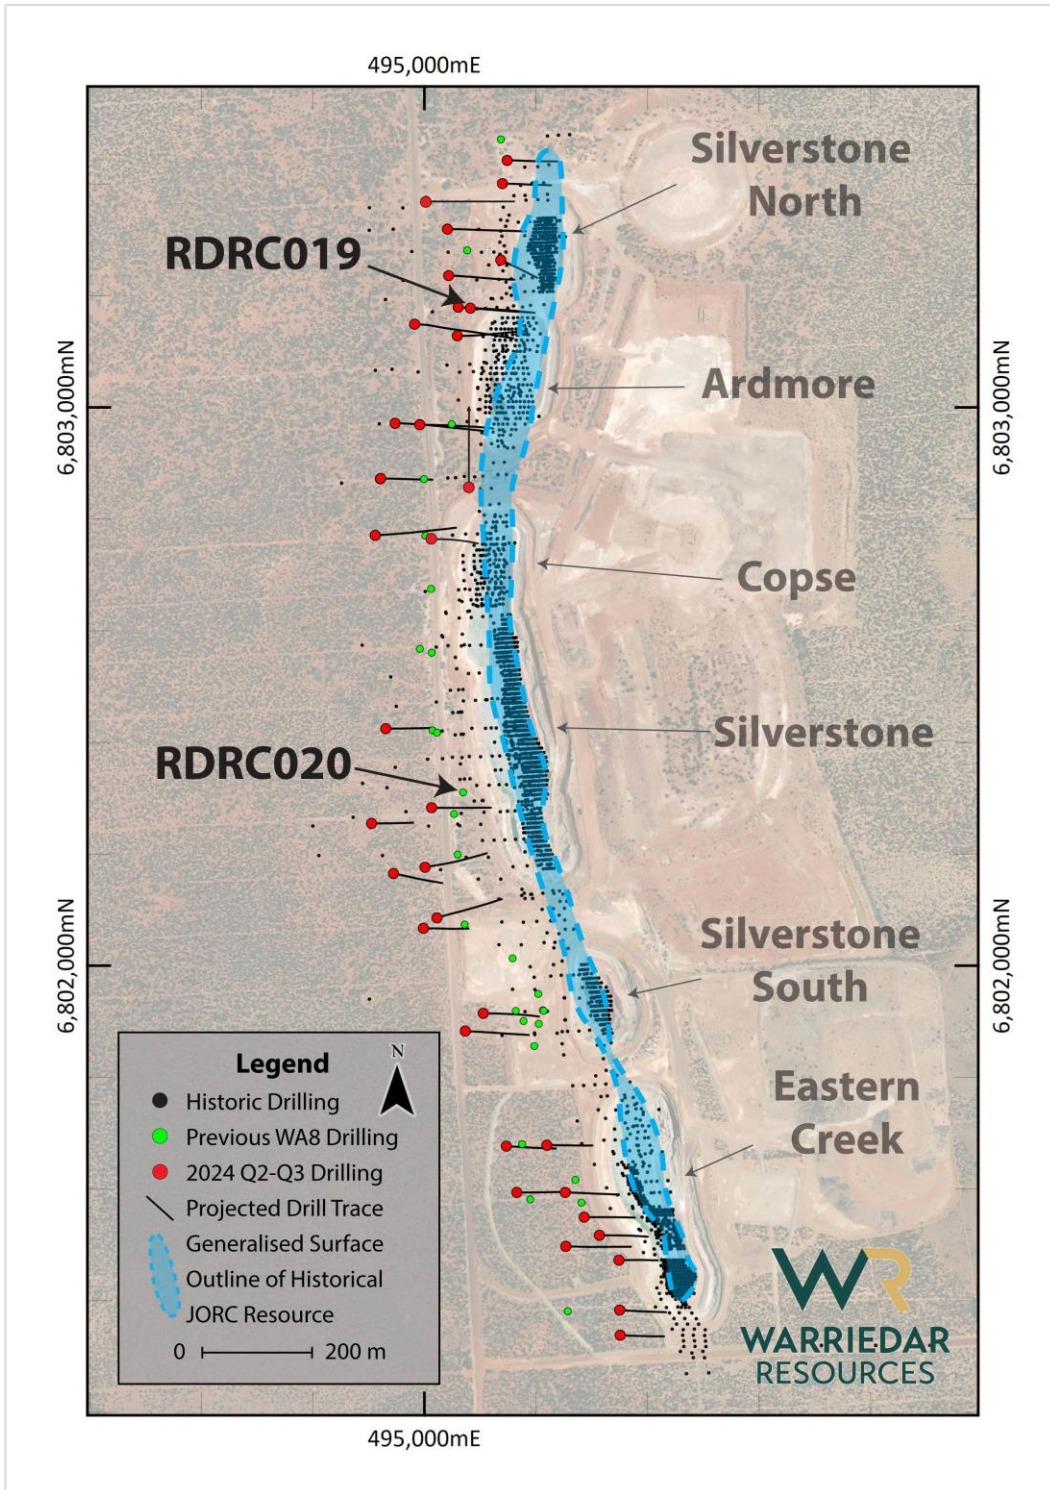 495,000mE
Silverstone
North
RDRC019
Ardmore
6,803,000mN
6,803,000mN
Copse
Silverstone
RDRC020
Silverstone
South
6,802,000mN
6,802,000mN
Eastern
Creek
Legend
N
Historic Drilling
Previous WA8 Drilling
2024 Q2-Q3 Drilling
Projected Drill Trace
Generalised Surface
Outline of Historical
JORC Resource
0 200 m
WR
WARRIEDAR
RESOURCES
495,000mE